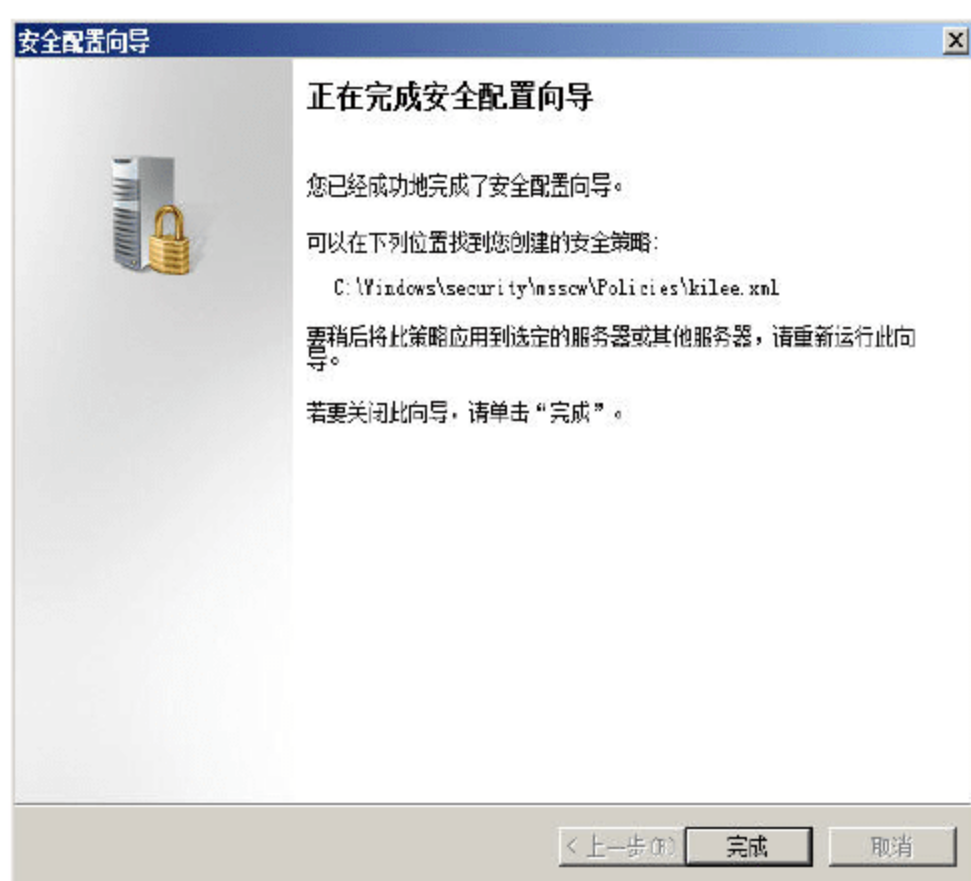 安全配置向导
正在完成安全配置向导
您已经成功地完成了安全配置向导。
可以在下列位置找到您创建的安全策略:
C:\Windows\security\msscw\Policies\kilee.xml
要稍后将此策略应用到选定的服务器或其他服务器，请重新运行此向
导。
若要关闭此向导，请单击“完成”。
<上一步(B) 完成 取消